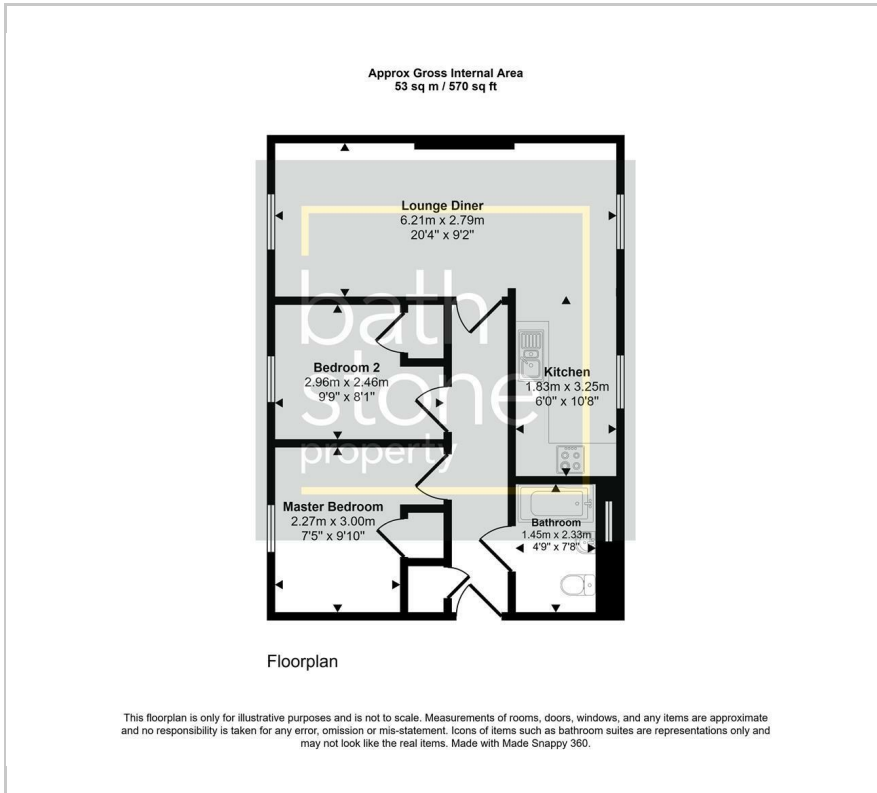 Approx Gross Internal Area
53 sq m / 570 sq ft
Lounge Diner
6.21m x 2.79m
20'4" x 9'2"
bath
stone
property
Bedroom 2
2.96m x 2.46m
9'9" x 8'1"
Kitchen
1.83m x 3.25m
6'0" x 10'8"
Master Bedroom
2.27m x 3.00m
7'5" x 9'10"
Bathroom
1.45m x 2.33m
4'9" x 7'8"
Floorplan
This floorplan is only for illustrative purposes and is not to scale. Measurements of rooms, doors, windows, and any items are approximate
and no responsibility is taken for any error, omission or mis-statement. Icons of items such as bathroom suites are representations only and
may not look like the real items. Made with Made Snappy 360.